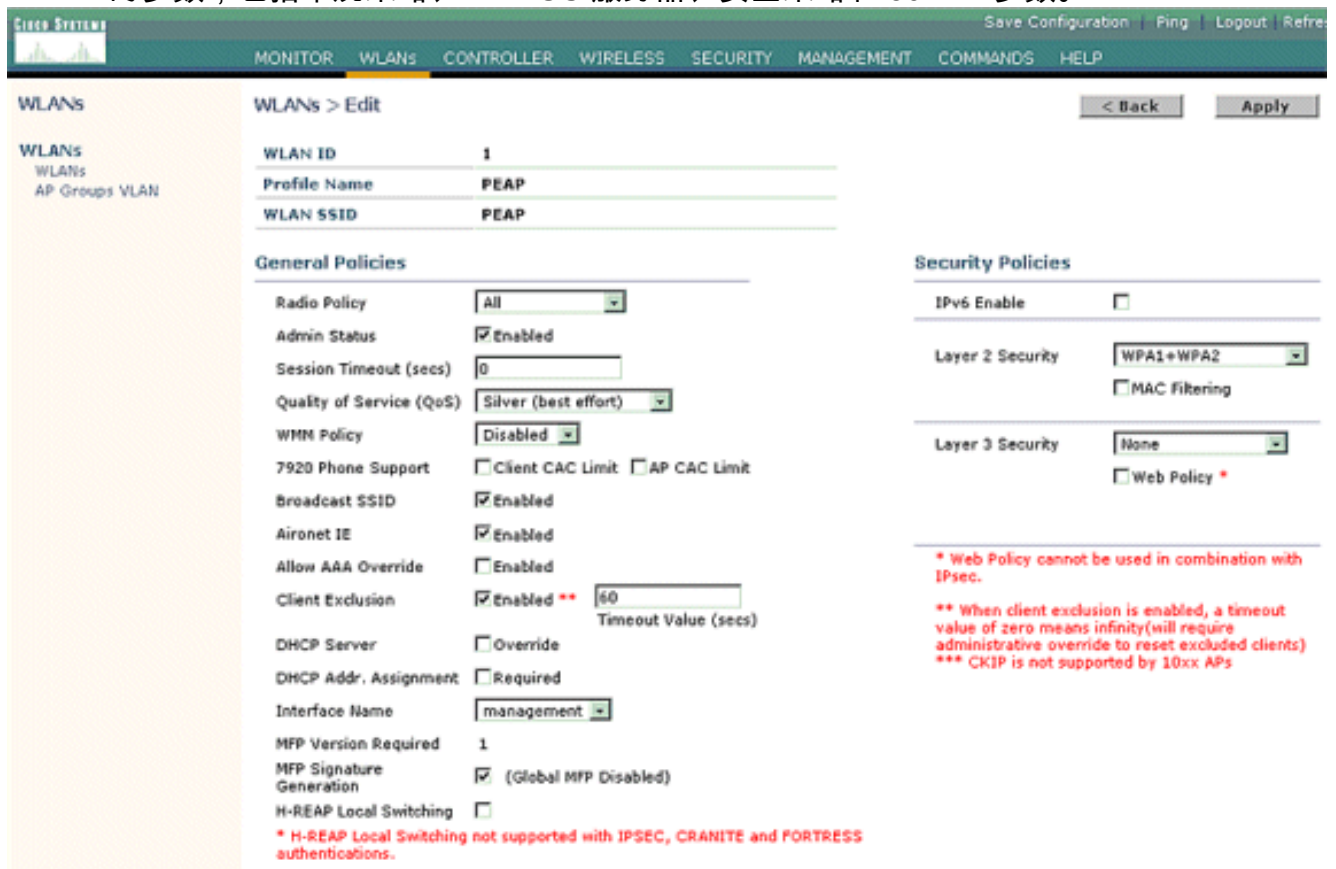 CISCO SYSTEMS
Save Configuration | Ping | Logout | Refres
MONITOR WLANs CONTROLLER WIRELESS SECURITY MANAGEMENT COMMANDS HELP
WLANs
WLANs
WLANs
AP Groups VLAN
WLANs > Edit
< Back
Apply
WLAN ID 1
Profile Name PEAP
WLAN SSID PEAP
General Policies
Radio Policy All
Admin Status Enabled
Session Timeout (secs) 0
Quality of Service (QoS) Silver (best effort)
WMM Policy Disabled
7920 Phone Support Client CAC Limit AP CAC Limit
Broadcast SSID Enabled
Aironet IE Enabled
Allow AAA Override Enabled
Client Exclusion Enabled ** 60
Timeout Value (secs)
DHCP Server Override
DHCP Addr. Assignment Required
Interface Name management
MFP Version Required 1
MFP Signature
Generation (Global MFP Disabled)
H-REAP Local Switching
* H-REAP Local Switching not supported with IPSEC, CRANITE and FORTRESS
authentications.
Security Policies
IPv6 Enable
Layer 2 Security WPA1+WPA2
MAC Filtering
Layer 3 Security None
Web Policy *
* Web Policy cannot be used in combination with
IPsec.
** When client exclusion is enabled, a timeout
value of zero means infinity(will require
administrative override to reset excluded clients)
*** CKIP is not supported by 10xx APs